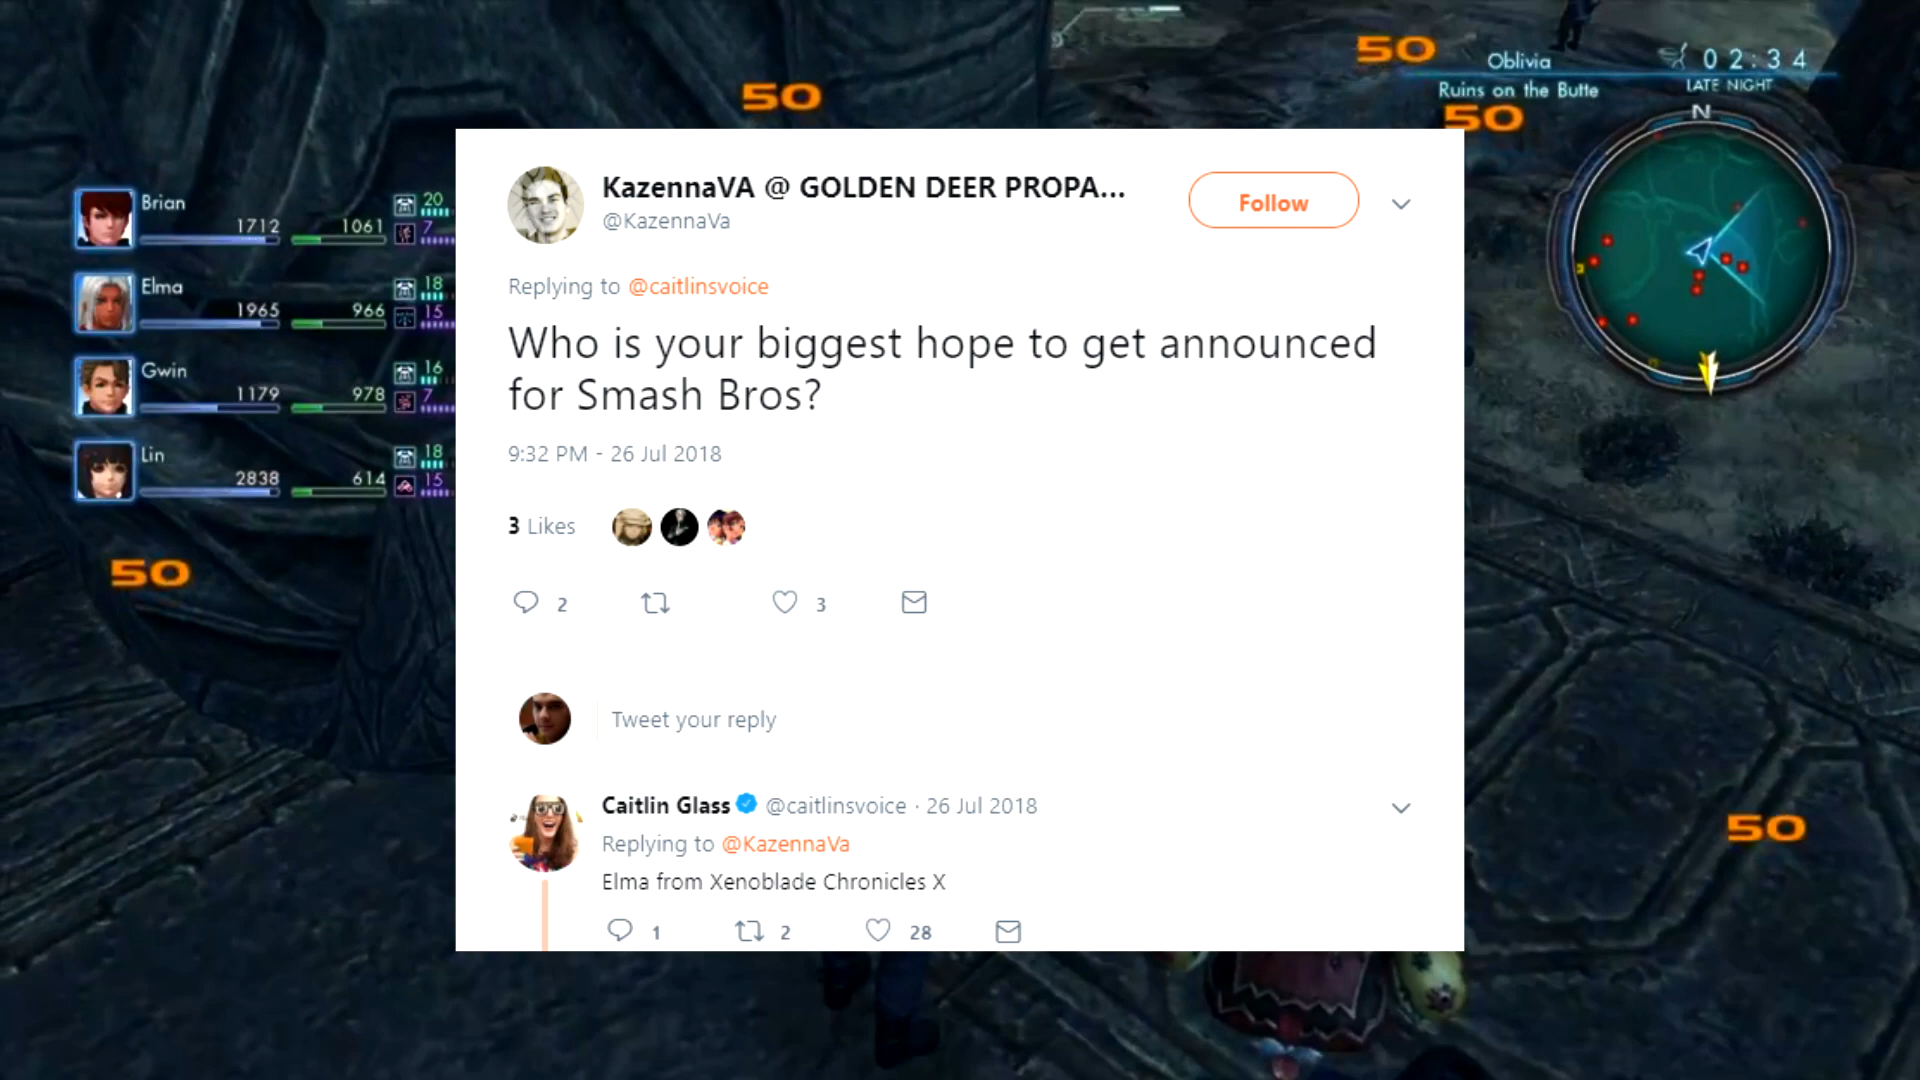 50
50
Oblivia
02:34
Ruins on the Butte
LATE NIGHT
50
N
Brian
1712
1061
20
7
Elma
1965
966
18
15
Gwin
1179
978
16
7
Lin
2838
614
18
15
50
50
KazennaVA @ GOLDEN DEER PROPA...
@KazennaVa
Follow
Replying to @caitlinsvoice
Who is your biggest hope to get announced
for Smash Bros?
9:32 PM - 26 Jul 2018
3 Likes
2
3
Tweet your reply
Caitlin Glass @caitlinsvoice · 26 Jul 2018
Replying to @KazennaVa
Elma from Xenoblade Chronicles X
1 2 28